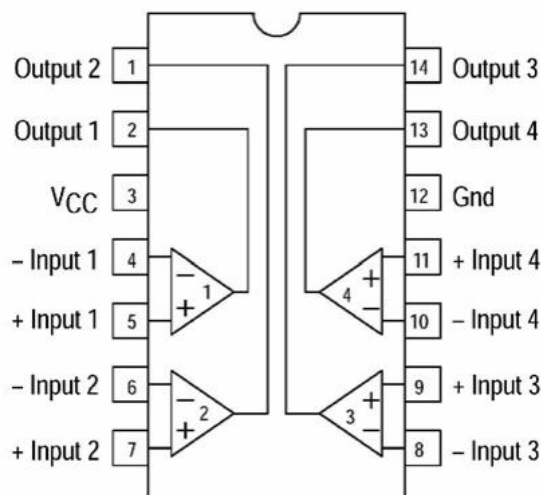 Output 2 1 14 Output 3
Output 1 2 13 Output 4
VCC 3 12 Gnd
– Input 1 4 – 1 + 4 11 + Input 4
+ Input 1 5 + – 10 – Input 4
– Input 2 6 – 2 + 3 9 + Input 3
+ Input 2 7 + – 8 – Input 3